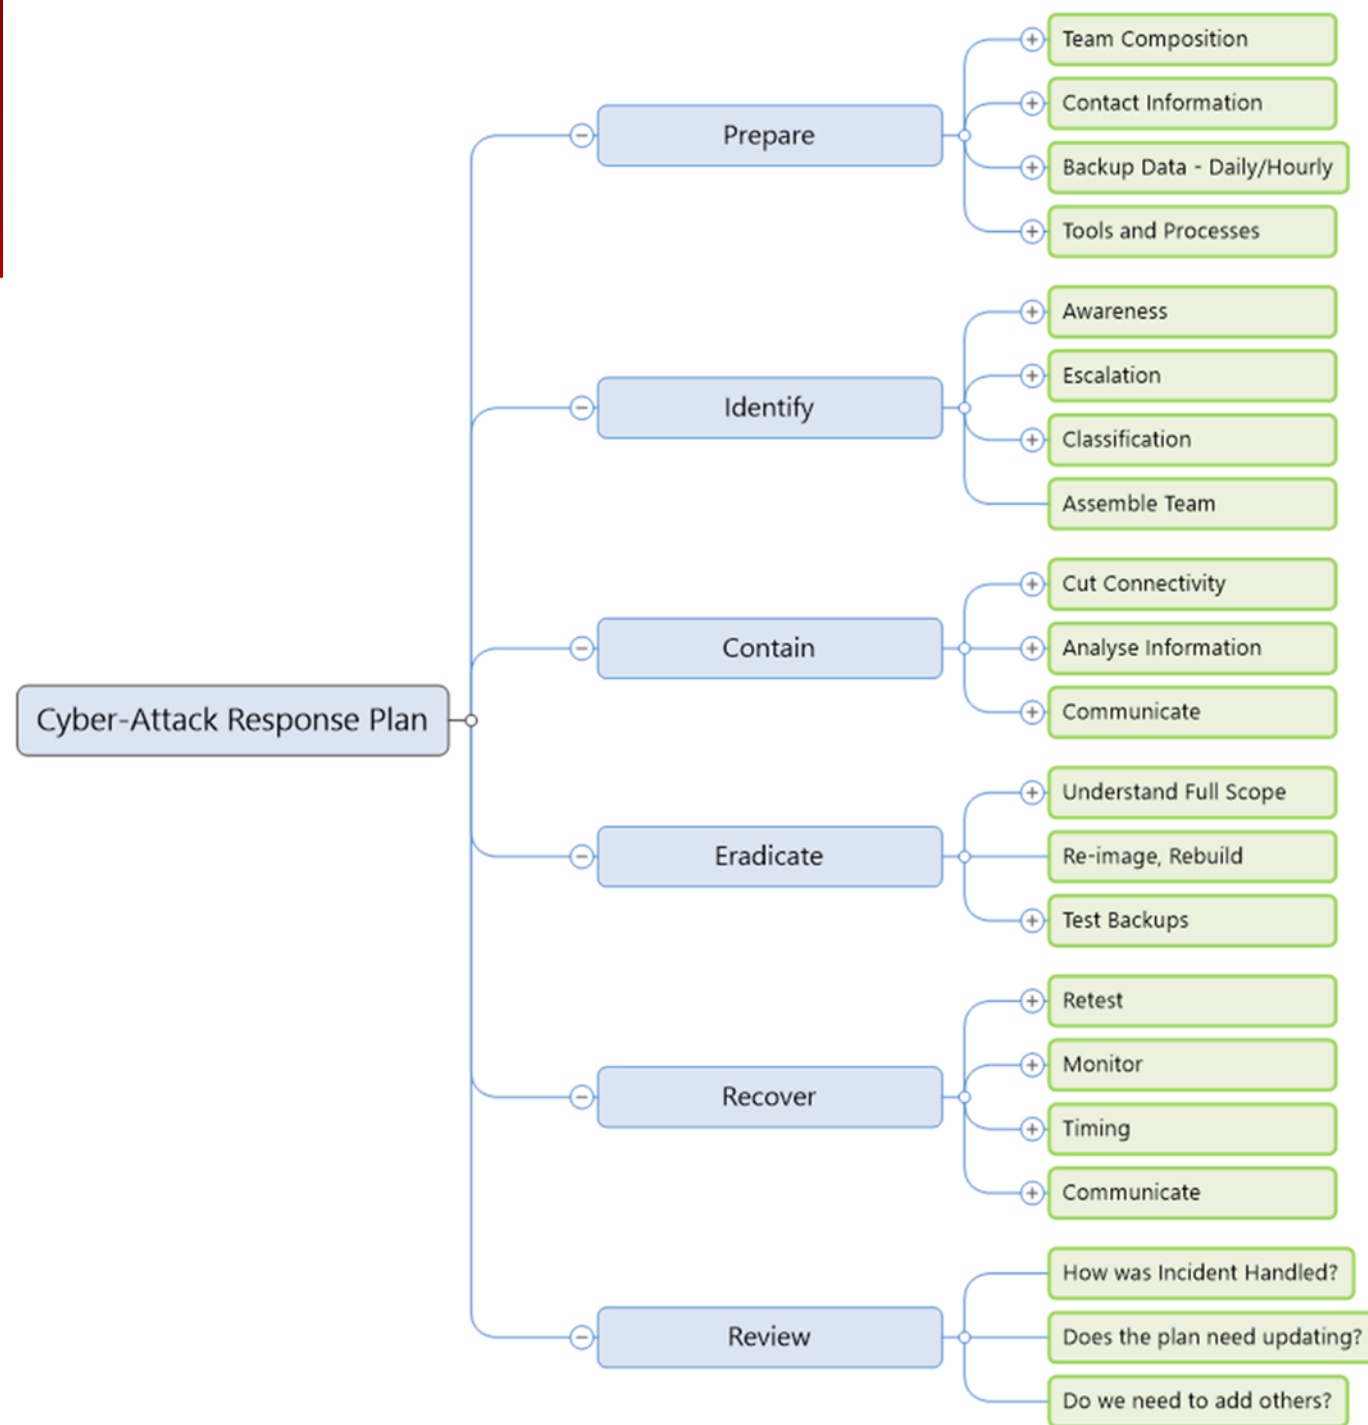 Cyber-Attack Response Plan
Prepare
Team Composition
Contact Information
Backup Data - Daily/Hourly
Tools and Processes
Identify
Awareness
Escalation
Classification
Assemble Team
Contain
Cut Connectivity
Analyse Information
Communicate
Eradicate
Understand Full Scope
Re-image, Rebuild
Test Backups
Recover
Retest
Monitor
Timing
Communicate
Review
How was Incident Handled?
Does the plan need updating?
Do we need to add others?